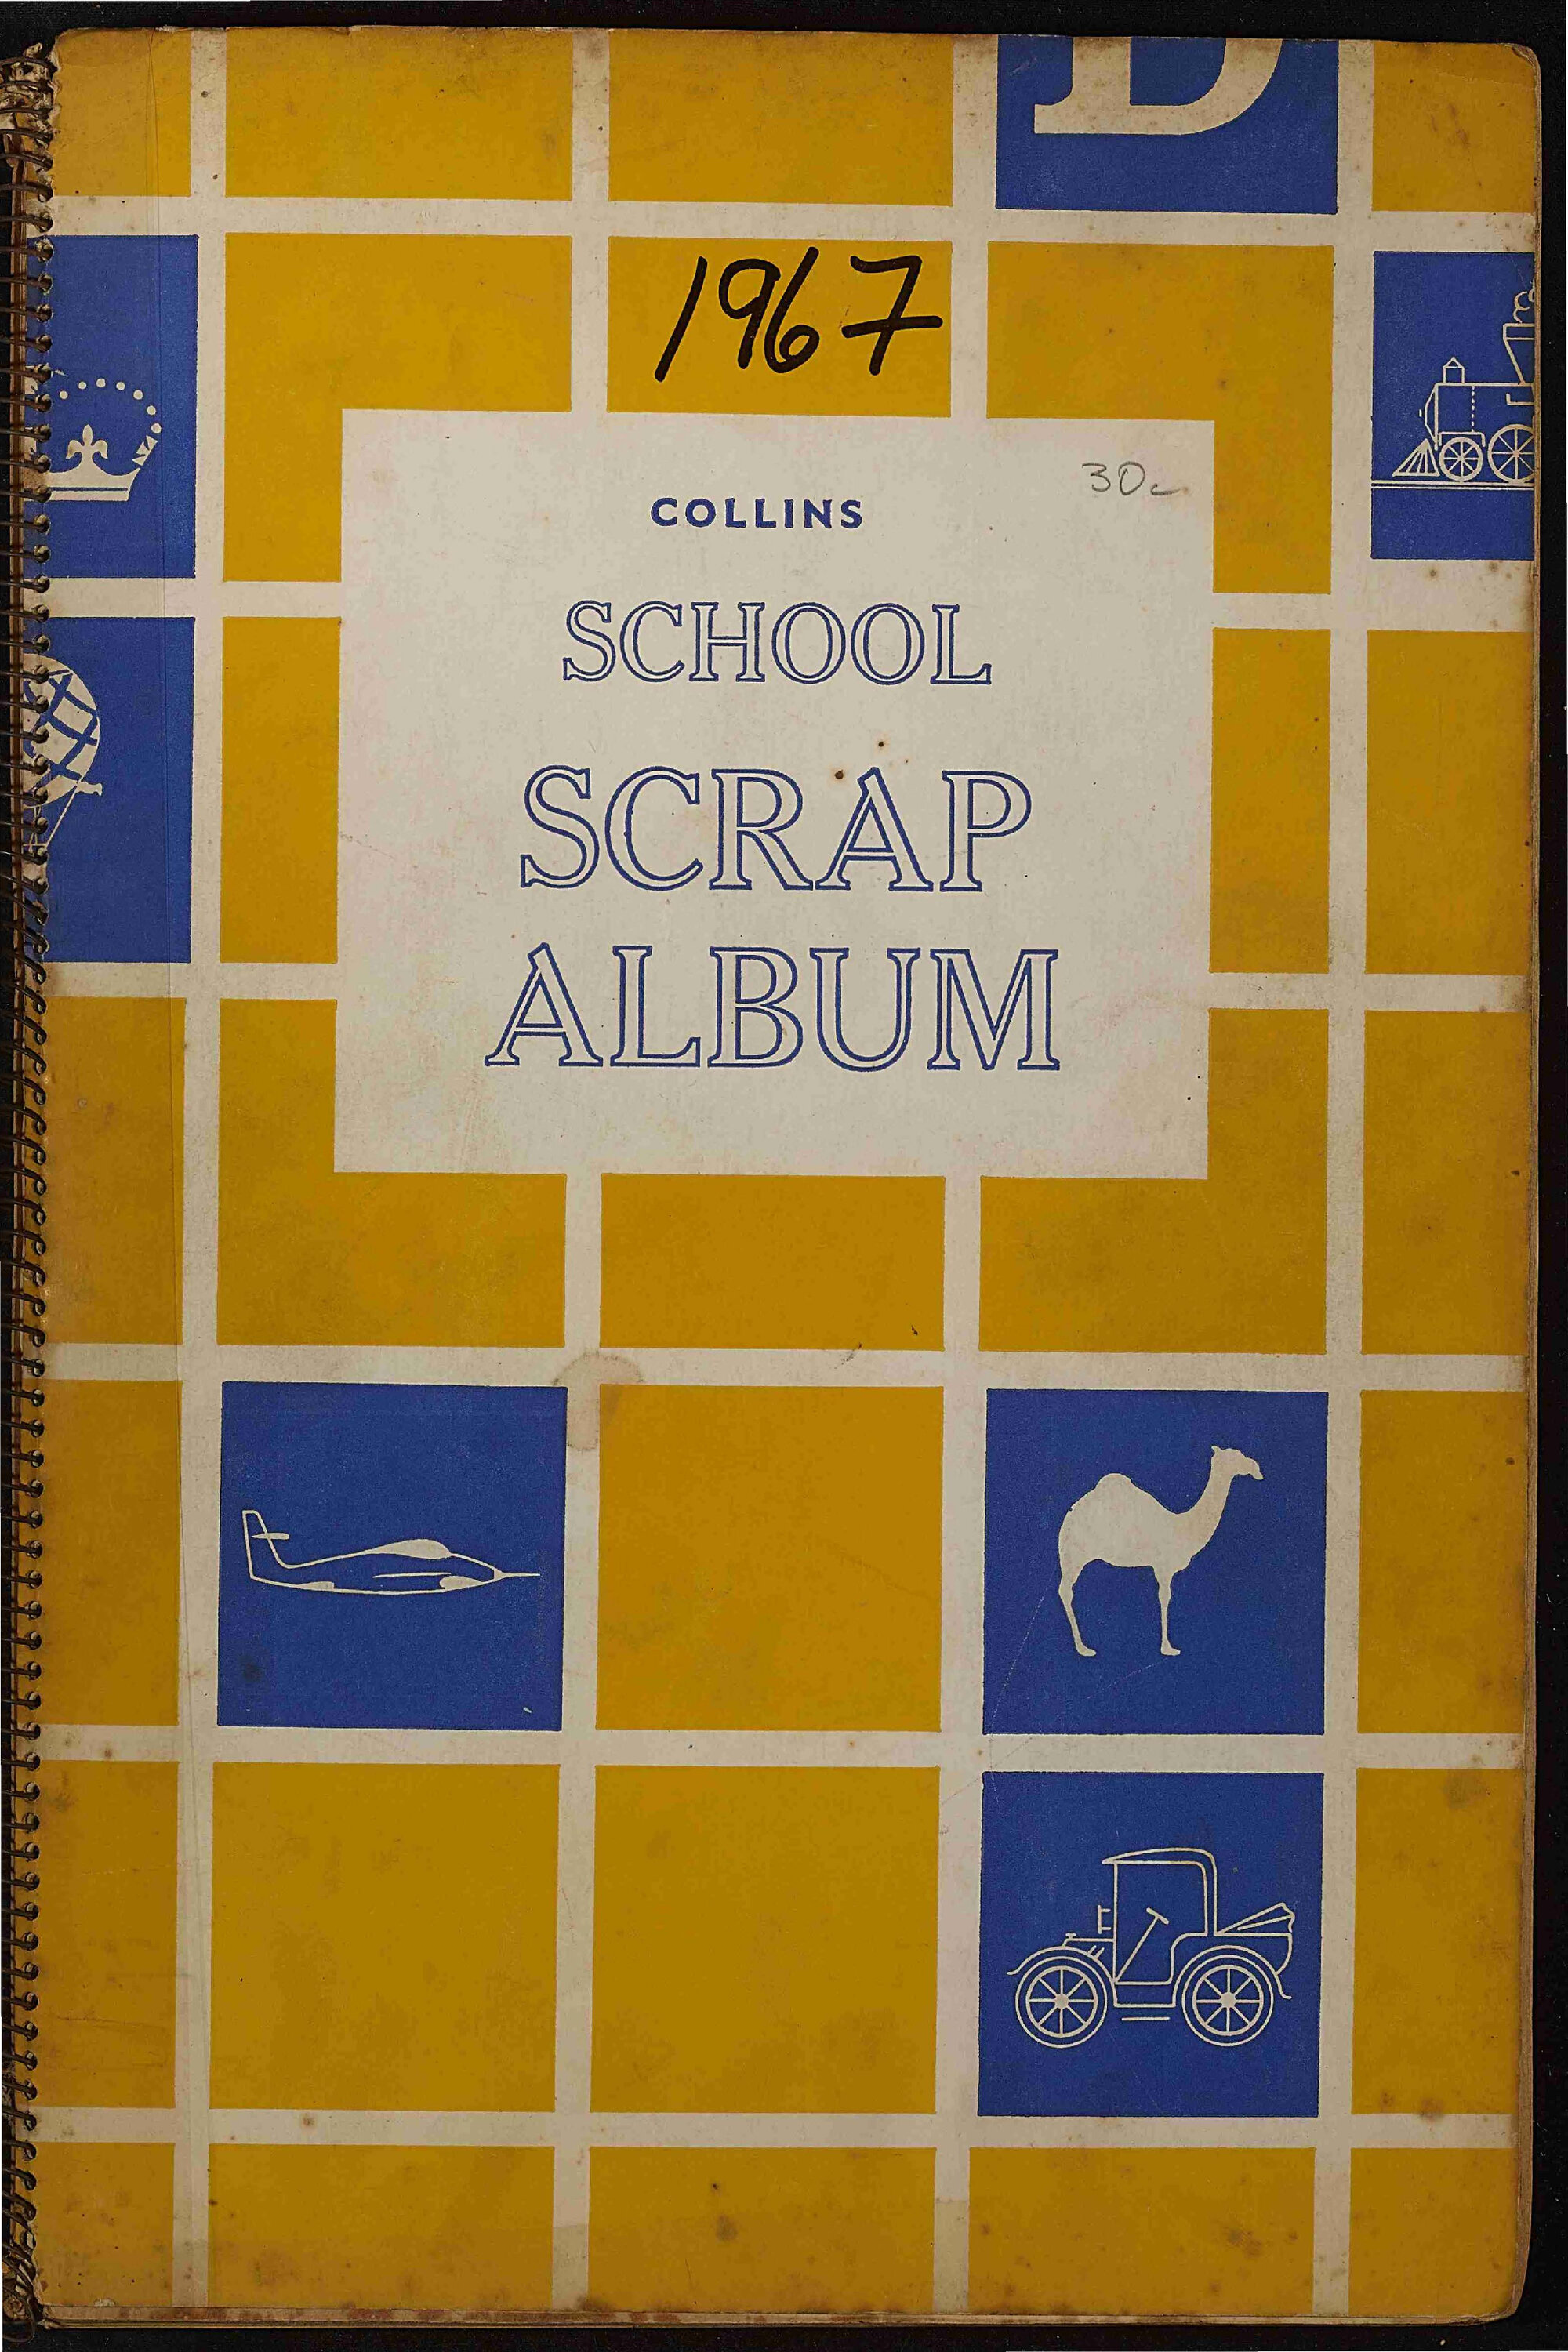 B
1967
30c
COLLINS
SCHOOL
SCRAP
ALBUM